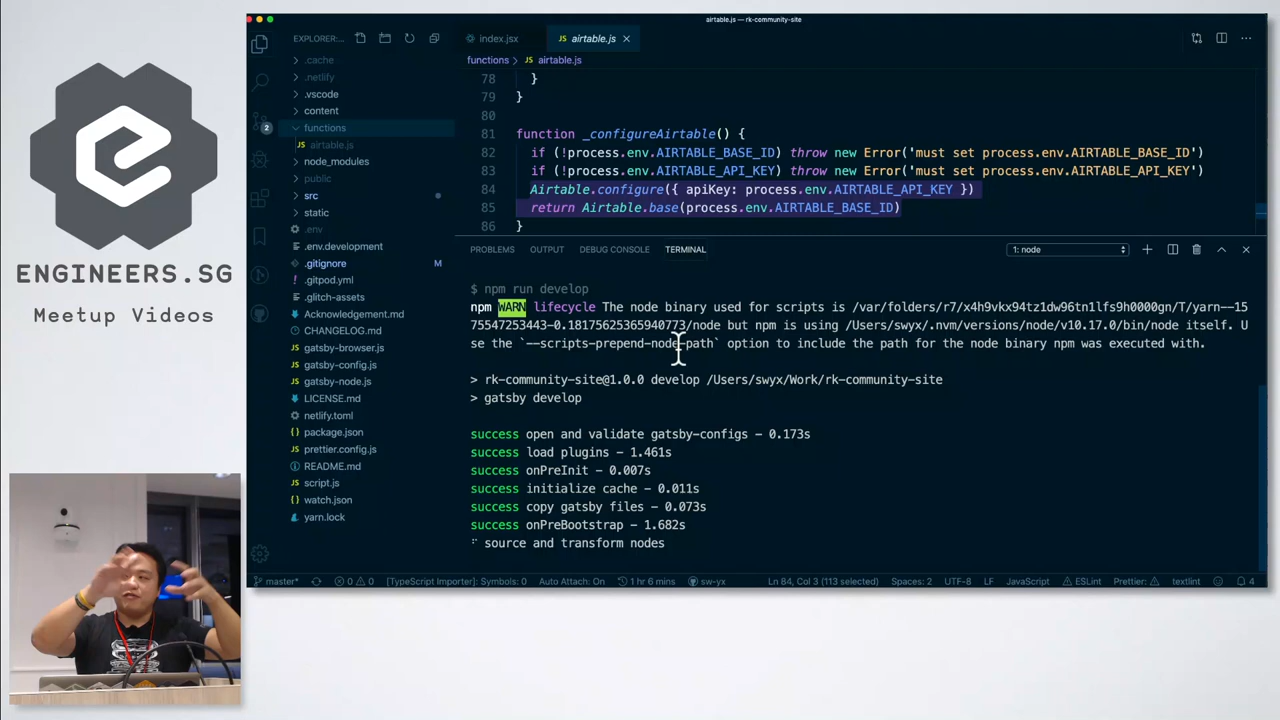 airtable.js — rk-community-site
ENGINEERS.SG
Meetup Videos
EXPLORER:...
.cache
.netlify
.vscode
content
functions
airtable.js
node_modules
public
src
static
.env
.env.development
.gitignore M
.gitpod.yml
.glitch-assets
Acknowledgement.md
CHANGELOG.md
gatsby-browser.js
gatsby-config.js
gatsby-node.js
LICENSE.md
netlify.toml
package.json
prettier.config.js
README.md
script.js
watch.json
yarn.lock
2
index.jsx airtable.js
functions > airtable.js
78 }
79 }
80
81 function _configureAirtable() {
82 if (!process.env.AIRTABLE_BASE_ID) throw new Error('must set process.env.AIRTABLE_BASE_ID')
83 if (!process.env.AIRTABLE_API_KEY) throw new Error('must set process.env.AIRTABLE_API_KEY')
84 Airtable.configure({ apiKey: process.env.AIRTABLE_API_KEY })
85 return Airtable.base(process.env.AIRTABLE_BASE_ID)
86 }
PROBLEMS OUTPUT DEBUG CONSOLE TERMINAL 1: node
$ npm run develop
npm WARN lifecycle The node binary used for scripts is /var/folders/r7/x4h9vkx94tz1dw96tn1lfs9h0000gn/T/yarn--15
75547253443-0.18175625365940773/node but npm is using /Users/swyx/.nvm/versions/node/v10.17.0/bin/node itself. U
se the `--scripts-prepend-node-path` option to include the path for the node binary npm was executed with.
> rk-community-site@1.0.0 develop /Users/swyx/Work/rk-community-site
> gatsby develop
success open and validate gatsby-configs - 0.173s
success load plugins - 1.461s
success onPreInit - 0.007s
success initialize cache - 0.011s
success copy gatsby files - 0.073s
success onPreBootstrap - 1.682s
⠋ source and transform nodes
master* 0 0 [TypeScript Importer]: Symbols: 0 Auto Attach: On 1 hr 6 mins sw-yx Ln 84, Col 3 (113 selected) Spaces: 2 UTF-8 LF JavaScript ESLint Prettier: textlint 4